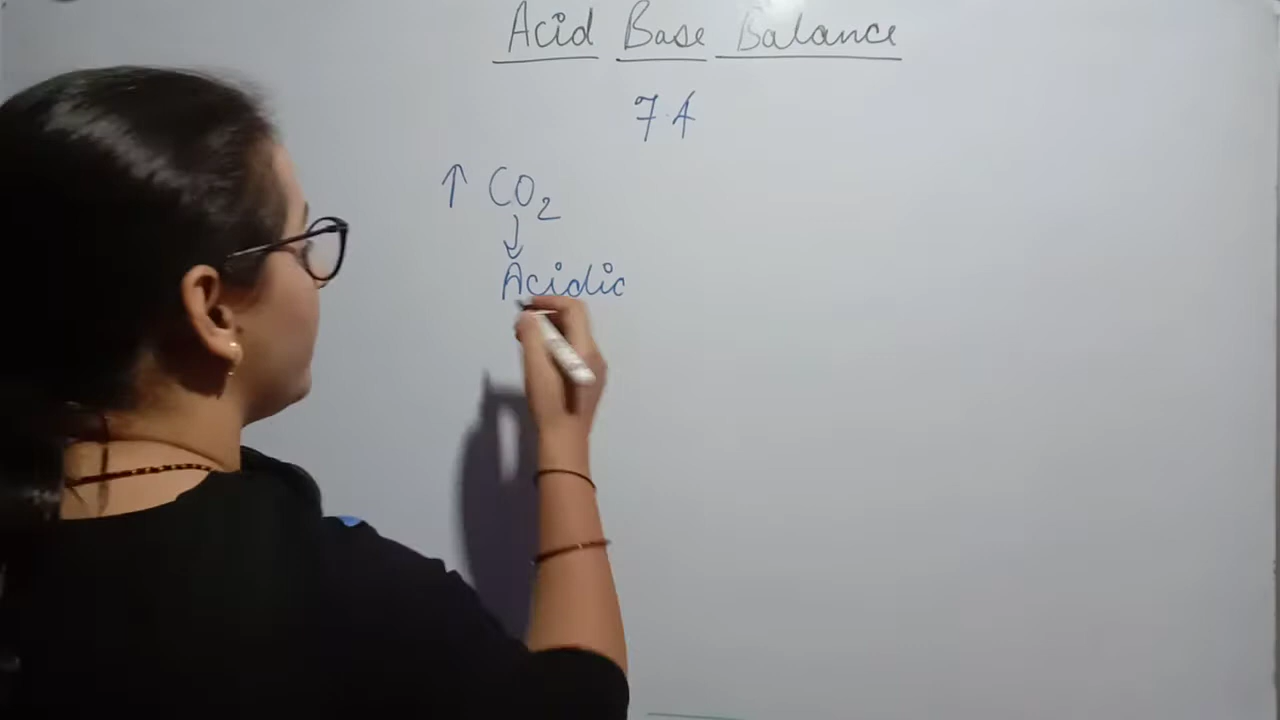 Acid Base Balance
7.4
↑ CO₂
↓
Acidic